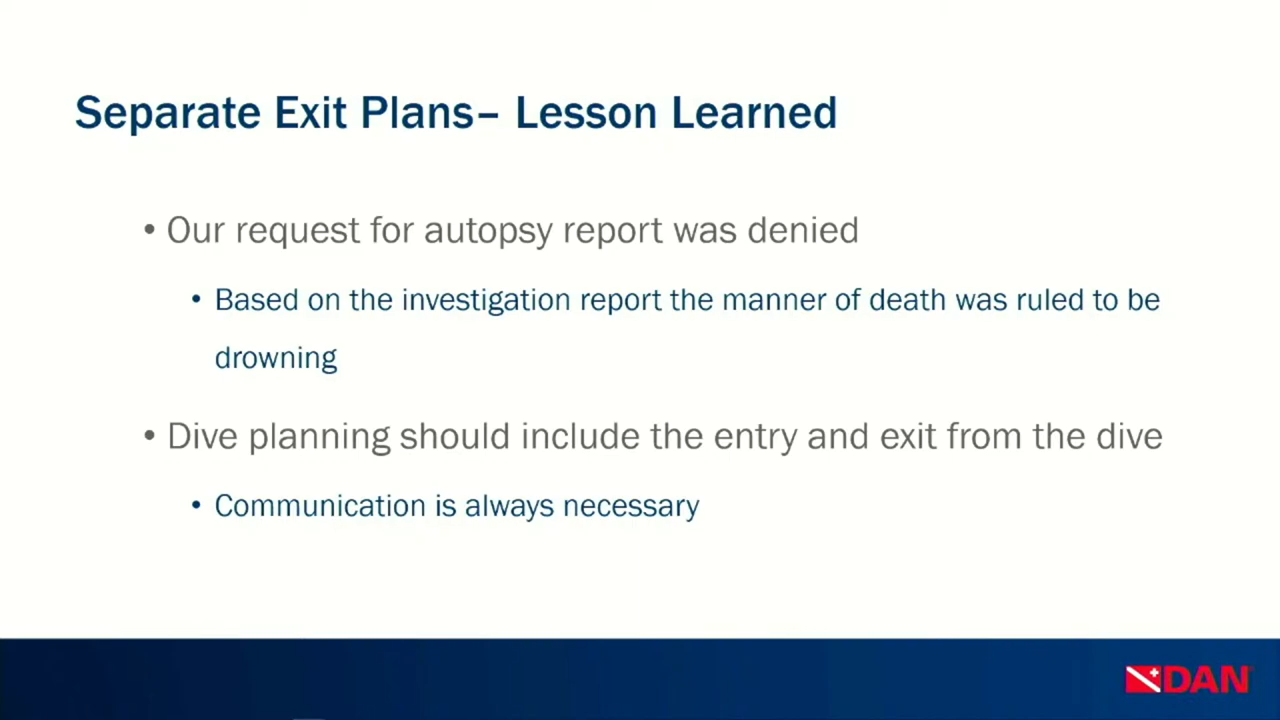 Separate Exit Plans– Lesson Learned
• Our request for autopsy report was denied
• Based on the investigation report the manner of death was ruled to be
drowning
• Dive planning should include the entry and exit from the dive
• Communication is always necessary
DAN